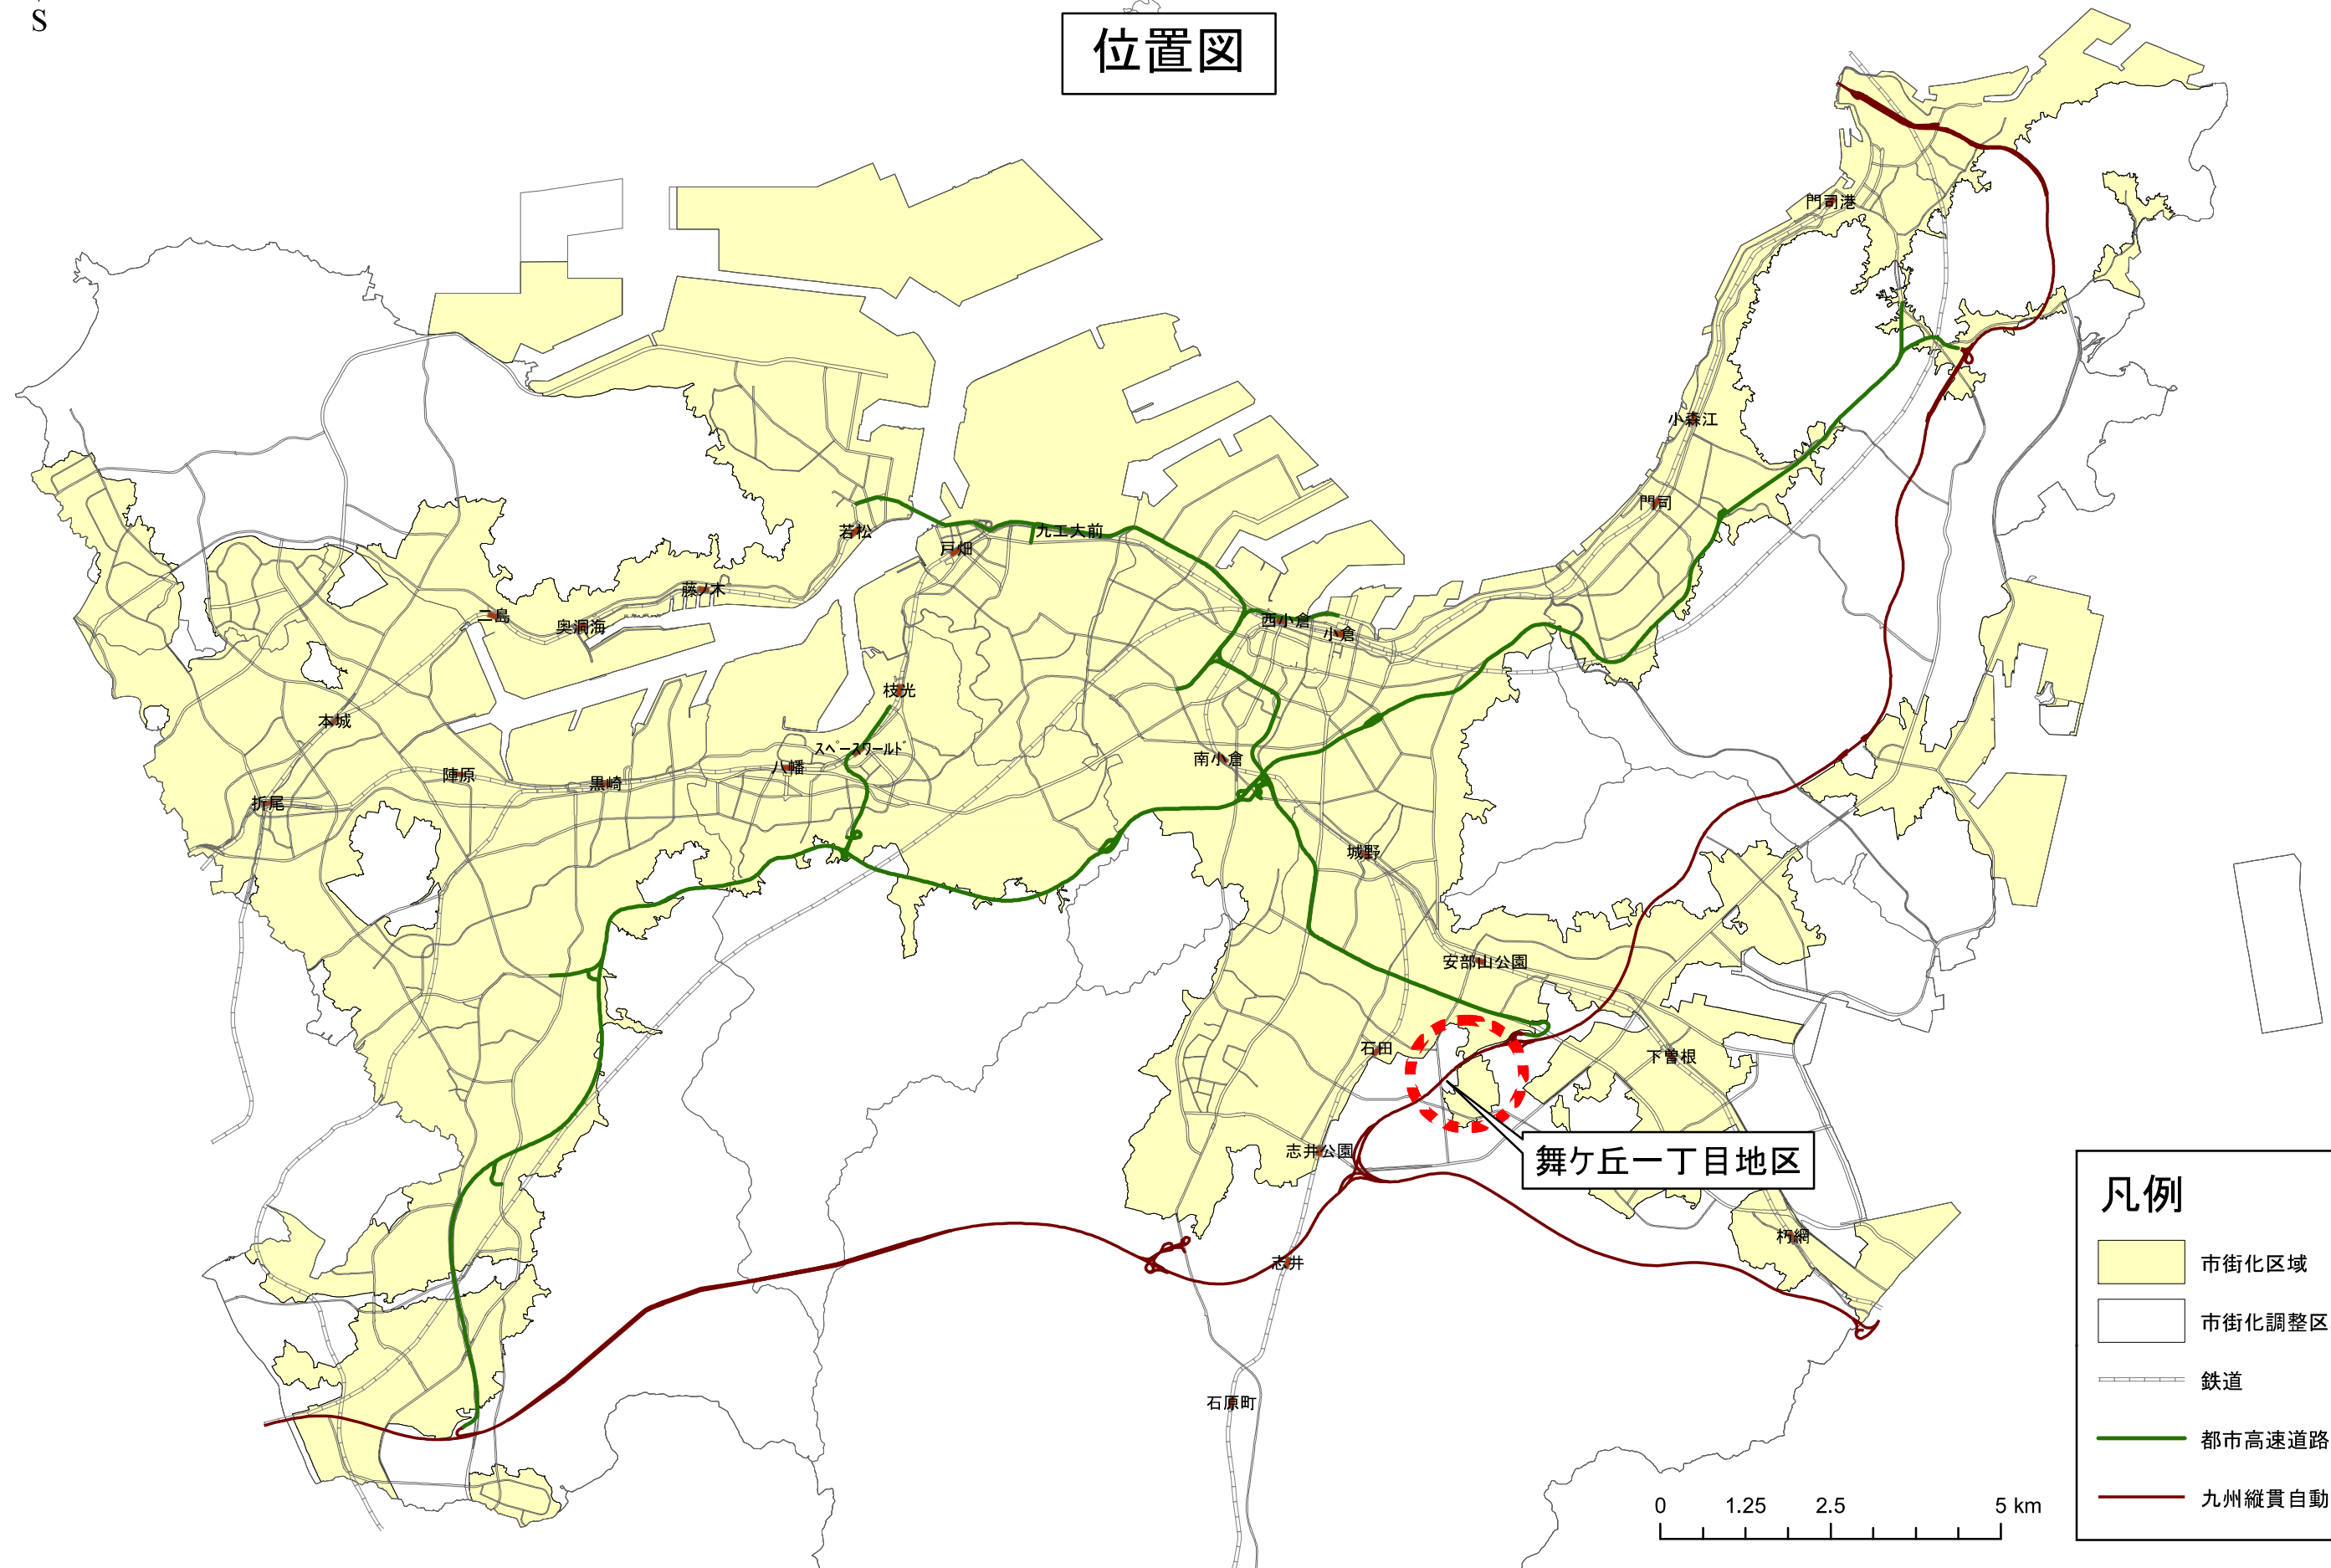 S
位置図
門司港
小森江
門司
若松
戸畑
九工大前
藤ノ木
二島
奥洞海
西小倉
小倉
枝光
本城
スペースワールド
南小倉
八幡
陣原
黒崎
折尾
城野
安部山公園
石田
下曽根
志井公園
舞ケ丘一丁目地区
朽網
志井
石原町
凡例
市街化区域
市街化調整区
鉄道
都市高速道路
九州縦貫自動
0 1.25 2.5 5 km